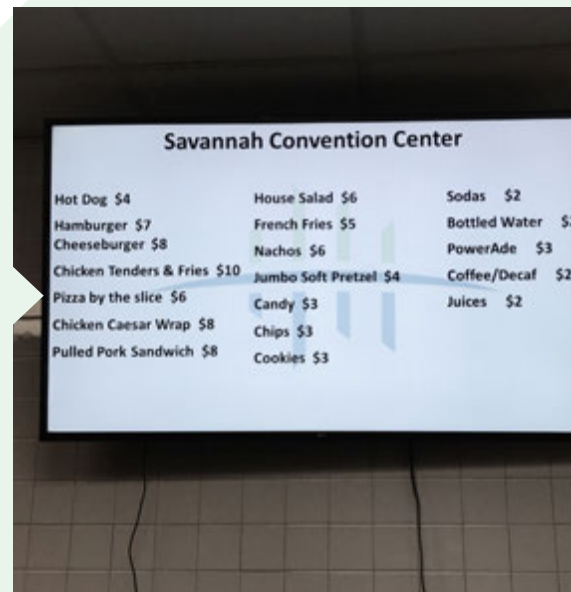 Savannah Convention Center
Hot Dog $4
Hamburger $7
Cheeseburger $8
Chicken Tenders & Fries $10
Pizza by the slice $6
Chicken Caesar Wrap $8
Pulled Pork Sandwich $8
House Salad $6
French Fries $5
Nachos $6
Jumbo Soft Pretzel $4
Candy $3
Chips $3
Cookies $3
Sodas $2
Bottled Water
PowerAde $3
Coffee/Decaf $2
Juices $2